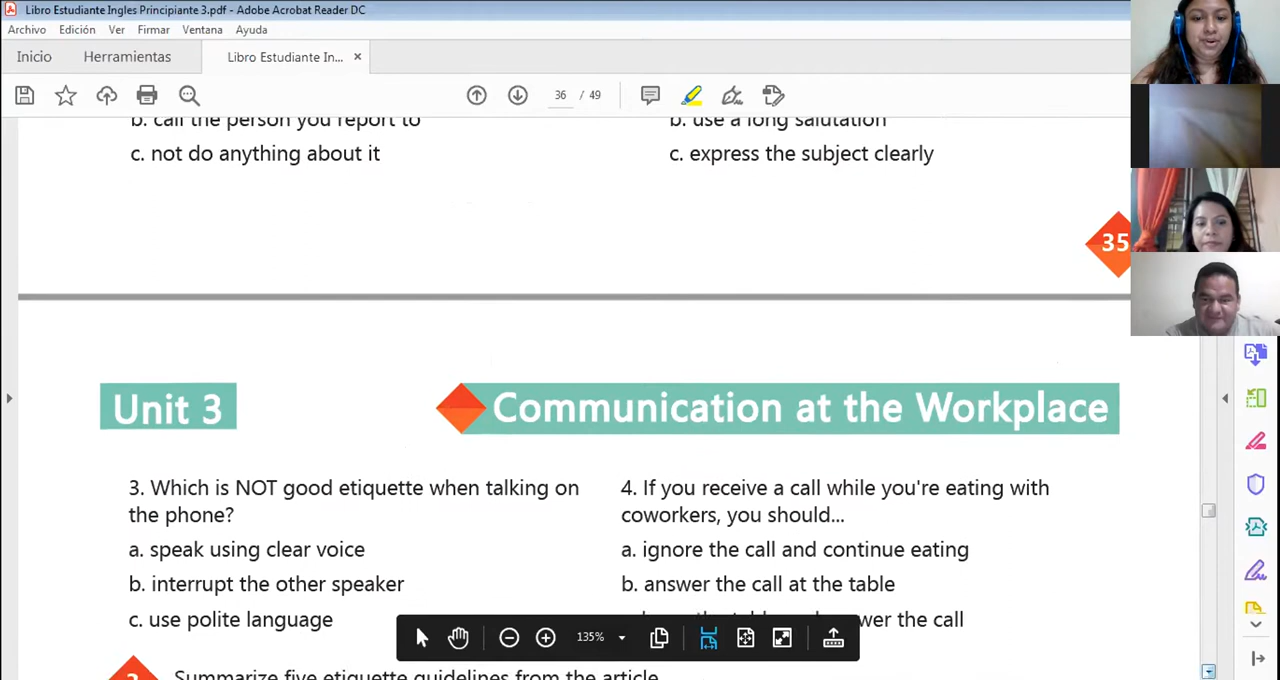 Libro Estudiante Ingles Principiante 3.pdf - Adobe Acrobat Reader DC
Archivo Edición Ver Firmar Ventana Ayuda
Inicio Herramientas Libro Estudiante In... ×
36 / 49
b. call the person you report to
c. not do anything about it
b. use a long salutation
c. express the subject clearly
35
Unit 3
Communication at the Workplace
3. Which is NOT good etiquette when talking on
the phone?
a. speak using clear voice
b. interrupt the other speaker
c. use polite language
4. If you receive a call while you're eating with
coworkers, you should...
a. ignore the call and continue eating
b. answer the call at the table
the call
135%
2
Summarize five etiquette guidelines from the article